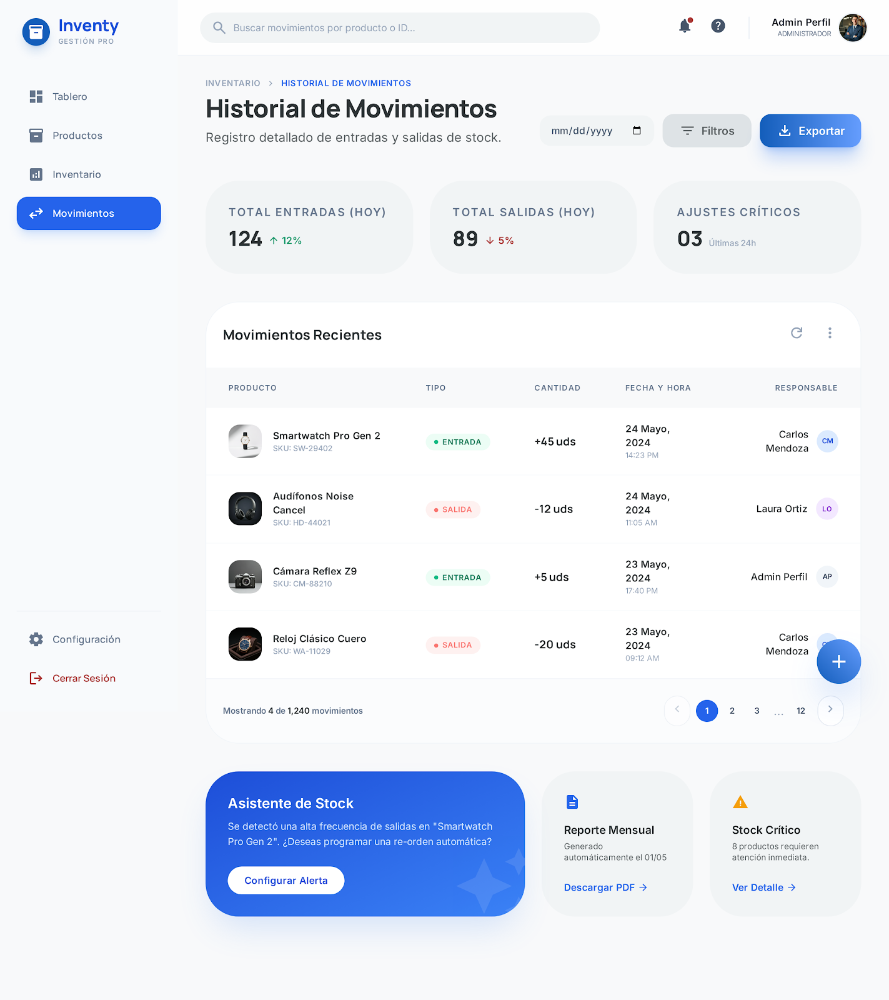 Inventy
GESTIÓN PRO
Tablero
Productos
Inventario
Movimientos
Configuración
Cerrar Sesión
Buscar movimientos por producto o ID...
Admin Perfil
ADMINISTRADOR
INVENTARIO > HISTORIAL DE MOVIMIENTOS
Historial de Movimientos
Registro detallado de entradas y salidas de stock.
mm/dd/yyyy
Filtros
Exportar
TOTAL ENTRADAS (HOY)
124 ↑ 12%
TOTAL SALIDAS (HOY)
89 ↓ 5%
AJUSTES CRÍTICOS
03 Últimas 24h
Movimientos Recientes
PRODUCTO TIPO CANTIDAD FECHA Y HORA RESPONSABLE
Smartwatch Pro Gen 2
SKU: SW-29402
ENTRADA
+45 uds
24 Mayo,
2024
14:23 PM
Carlos
Mendoza
CM
Audífonos Noise
Cancel
SKU: HD-44021
SALIDA
-12 uds
24 Mayo,
2024
11:05 AM
Laura Ortiz
LO
Cámara Reflex Z9
SKU: CM-88210
ENTRADA
+5 uds
23 Mayo,
2024
17:40 PM
Admin Perfil
AP
Reloj Clásico Cuero
SKU: WA-11029
SALIDA
-20 uds
23 Mayo,
2024
09:12 AM
Carlos
Mendoza
Mostrando 4 de 1,240 movimientos
1 2 3 ... 12
Asistente de Stock
Se detectó una alta frecuencia de salidas en "Smartwatch
Pro Gen 2". ¿Deseas programar una re-orden automática?
Configurar Alerta
Reporte Mensual
Generado
automáticamente el 01/05
Descargar PDF →
Stock Crítico
8 productos requieren
atención inmediata.
Ver Detalle →